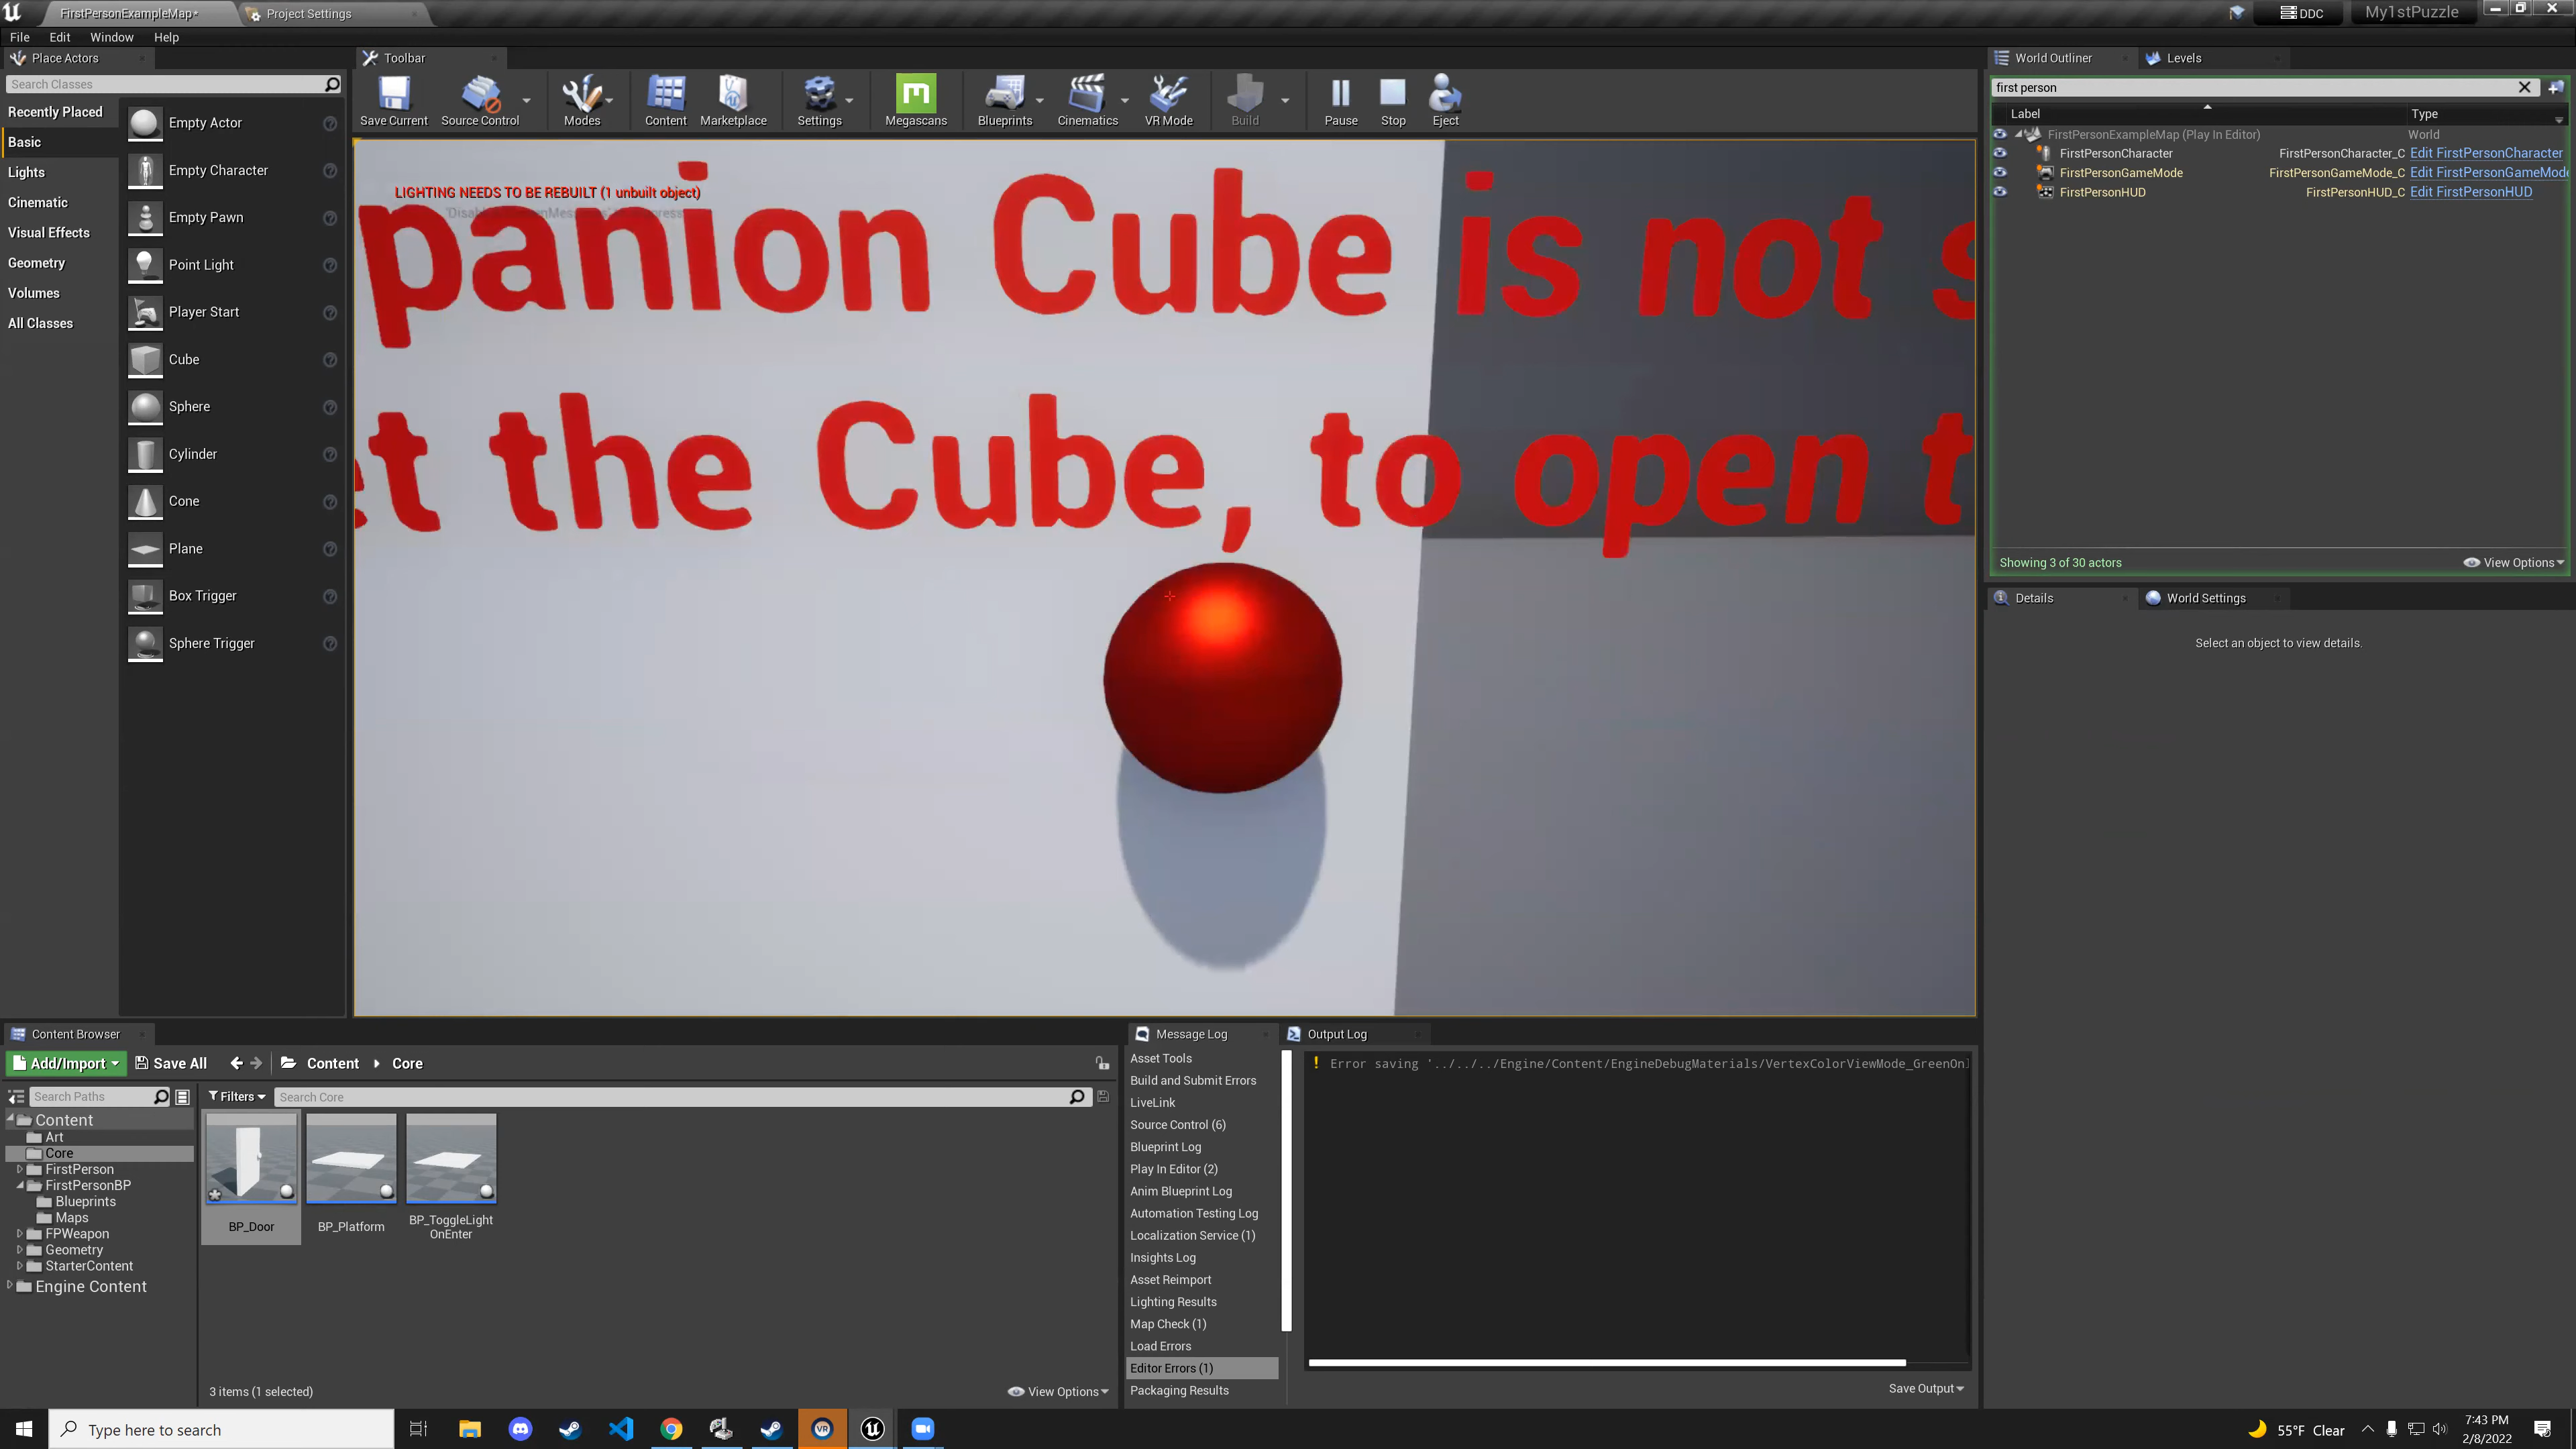 FirstPersonExampleMap*
Project Settings
DDC
My1stPuzzle
File Edit Window Help
Place Actors
Toolbar
World Outliner
Levels
Search Classes
Recently Placed
Basic
Lights
Cinematic
Visual Effects
Geometry
Volumes
All Classes
Empty Actor
Empty Character
Empty Pawn
Point Light
Player Start
Cube
Sphere
Cylinder
Cone
Plane
Box Trigger
Sphere Trigger
Save Current
Source Control
Modes
Content
Marketplace
Settings
Megascans
Blueprints
Cinematics
VR Mode
Build
Pause
Stop
Eject
LIGHTING NEEDS TO BE REBUILT (1 unbuilt object)
panion Cube is not s
et the Cube, to open t
first person
Label Type
FirstPersonExampleMap (Play In Editor) World
FirstPersonCharacter FirstPersonCharacter_C Edit FirstPersonCharacter
FirstPersonGameMode FirstPersonGameMode_C Edit FirstPersonGameMode
FirstPersonHUD FirstPersonHUD_C Edit FirstPersonHUD
Showing 3 of 30 actors
View Options
Details
World Settings
Select an object to view details.
Content Browser
Add/Import Save All Content Core
Search Paths
Filters
Search Core
Content
Art
Core
FirstPerson
FirstPersonBP
Blueprints
Maps
FPWeapon
Geometry
StarterContent
Engine Content
BP_Door
BP_Platform
BP_ToggleLight
OnEnter
3 items (1 selected)
View Options
Message Log
Output Log
Asset Tools
Build and Submit Errors
LiveLink
Source Control (6)
Blueprint Log
Play In Editor (2)
Anim Blueprint Log
Automation Testing Log
Localization Service (1)
Insights Log
Asset Reimport
Lighting Results
Map Check (1)
Load Errors
Editor Errors (1)
Packaging Results
Error saving '../../../Engine/Content/EngineDebugMaterials/VertexColorViewMode_GreenOnl
Save Output
Type here to search
VR
55°F Clear
7:43 PM
2/8/2022